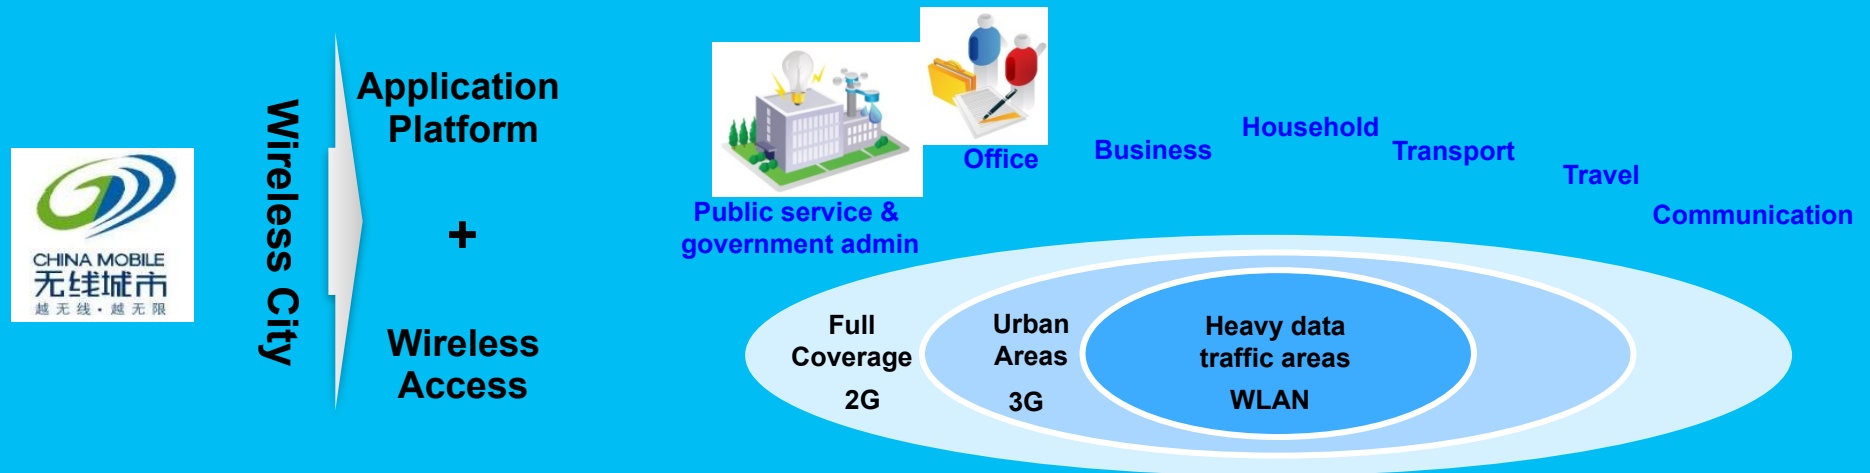 CHINA MOBILE
无线城市
越无线·越无限
Wireless City
Application
Platform
+
Wireless
Access
Public service &
government admin
Office
Business
Household
Transport
Travel
Communication
Full
Coverage
2G
Urban
Areas
3G
Heavy data
traffic areas
WLAN